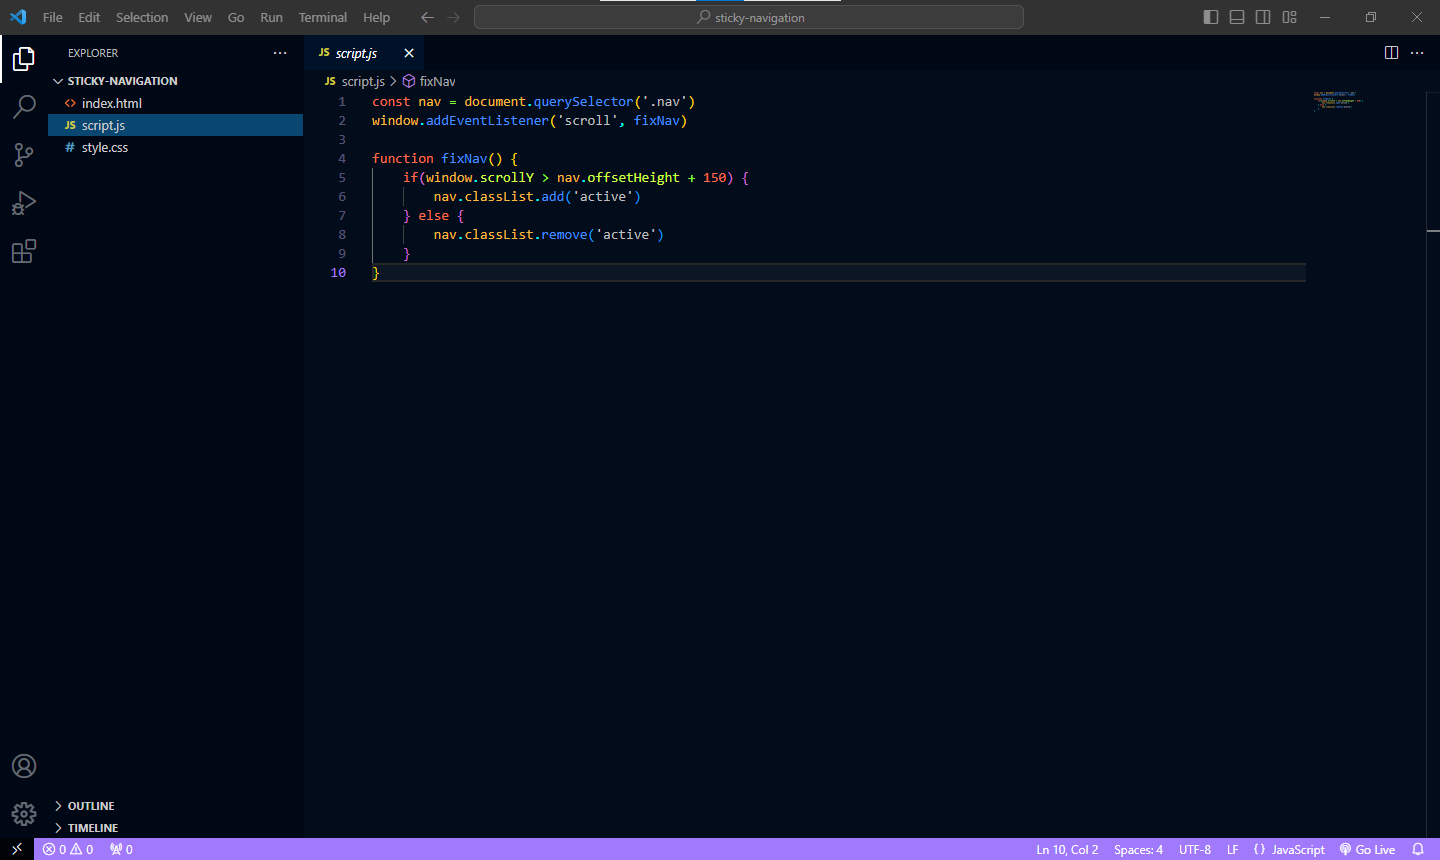 File Edit Selection View Go Run Terminal Help
sticky-navigation
EXPLORER
STICKY-NAVIGATION
index.html
JS script.js
# style.css
OUTLINE
TIMELINE
JS script.js
JS script.js > fixNav
1 const nav = document.querySelector('.nav')
2 window.addEventListener('scroll', fixNav)
3
4 function fixNav() {
5     if(window.scrollY > nav.offsetHeight + 150) {
6         nav.classList.add('active')
7     } else {
8         nav.classList.remove('active')
9     }
10 }
0 0 0 Ln 10, Col 2 Spaces: 4 UTF-8 LF { } JavaScript Go Live